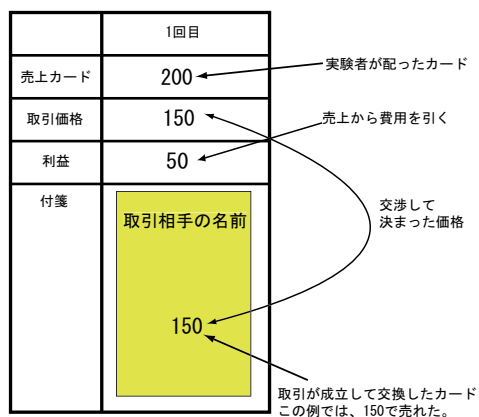 1回目
売上カード 200 実験者が配ったカード
取引価格 150 売上から費用を引く
利益 50
付箋
取引相手の名前
交渉して
決まった価格
150
取引が成立して交換したカード
この例では、150で売れた。